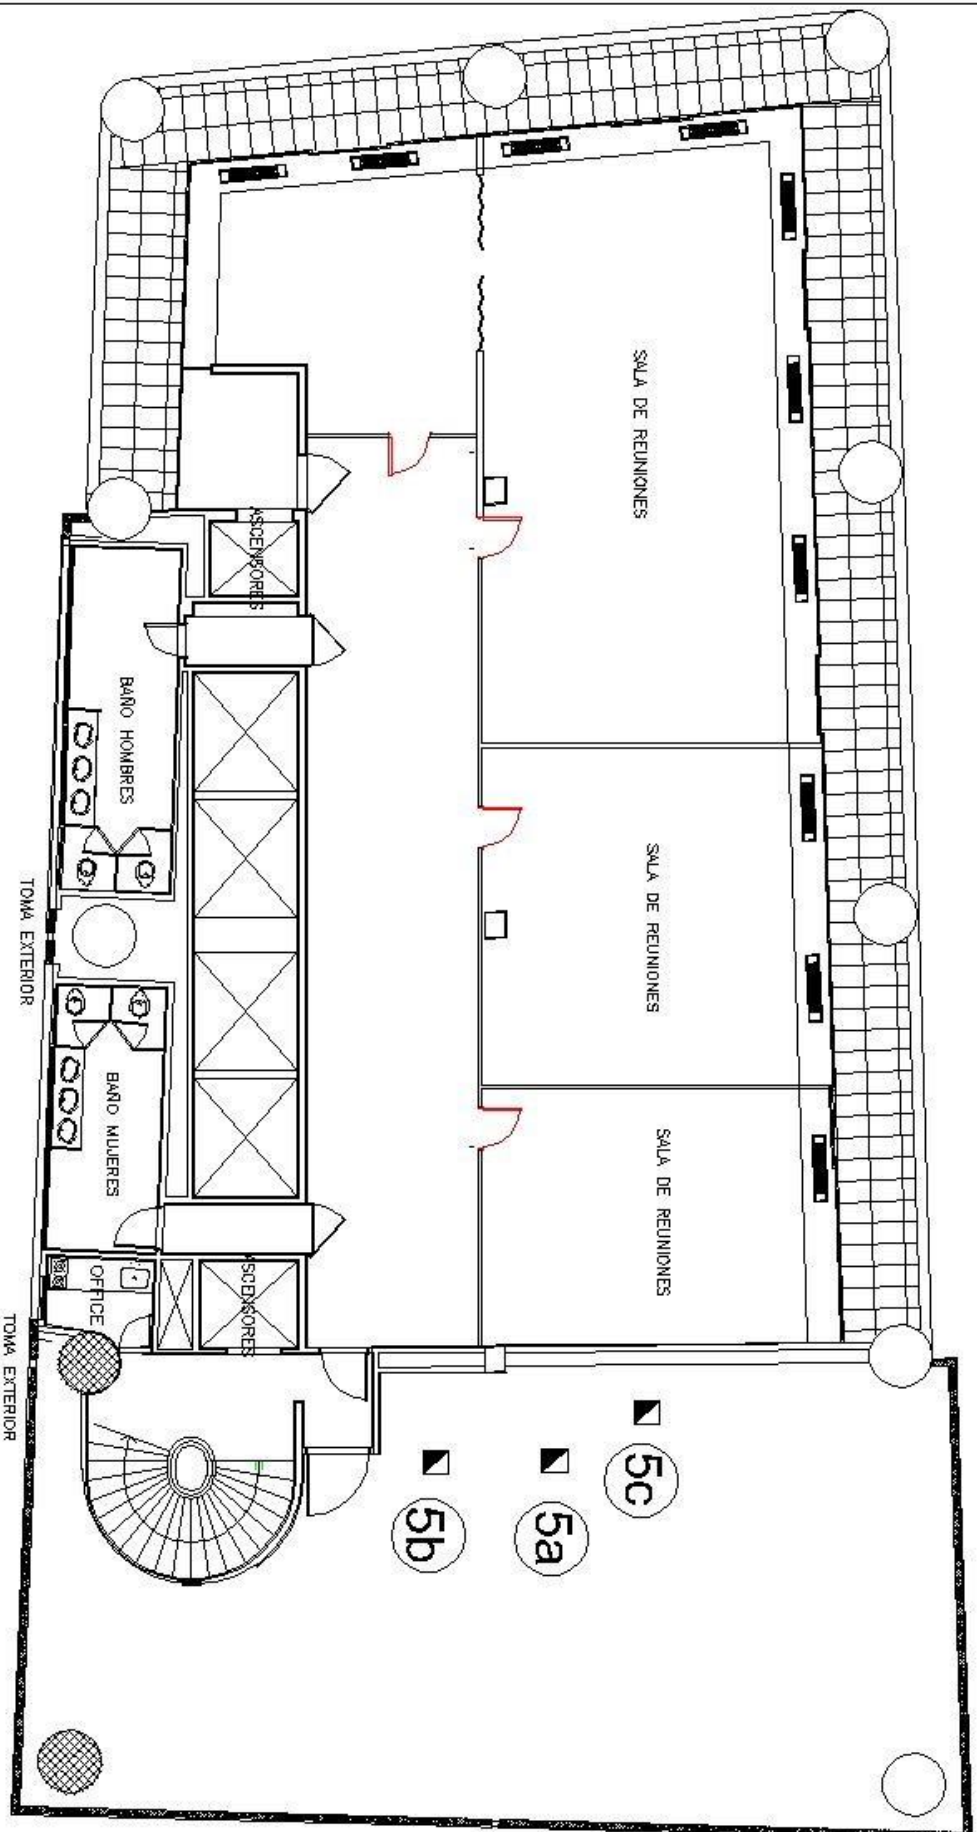 SALA DE REUNIONES
SALA DE REUNIONES
SALA DE REUNIONES
ASCENSORES
ASCENSORES
BAÑO HOMBRES
BAÑO MUJERES
OFFICE
TOMA EXTERIOR
TOMA EXTERIOR
5c
5a
5b